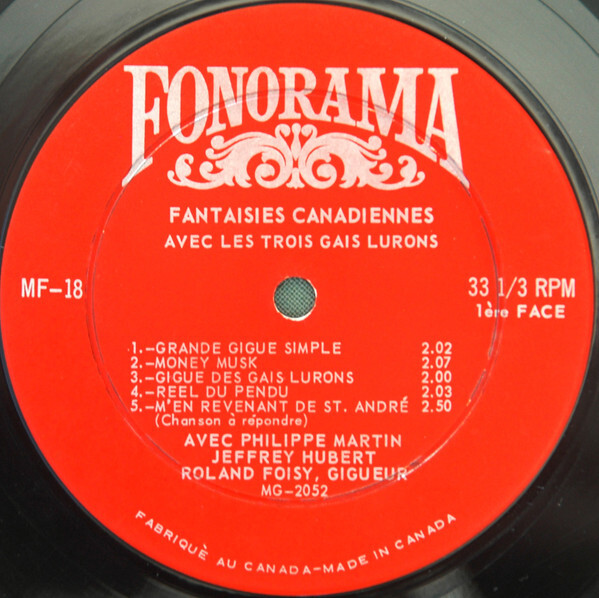 FONORAMA
FANTAISIES CANADIENNES
AVEC LES TROIS GAIS LURONS
MF-18
33 1/3 RPM
1ère FACE
1.-GRANDE GIGUE SIMPLE 2.02
2.-MONEY MUSK 2.07
3.-GIGUE DES GAIS LURONS 2.00
4.-REEL DU PENDU 2.03
5.-M'EN REVENANT DE ST. ANDRÉ 2.50
(Chanson à répondre)
AVEC PHILIPPE MARTIN
JEFFREY HUBERT
ROLAND FOISY, GIGUEUR
MG-2052
FABRIQUÈ AU CANADA-MADE IN CANADA